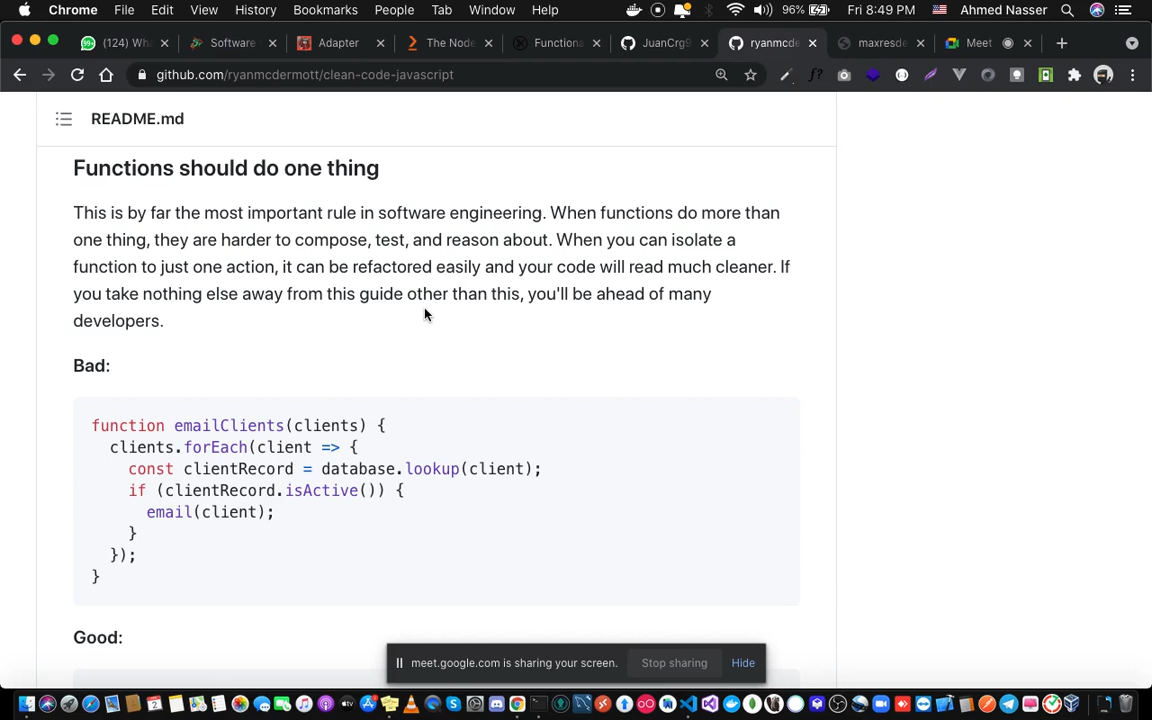 Chrome File Edit View History Bookmarks People Tab Window Help 96% Fri 8:49 PM Ahmed Nasser
(124) Wh Software Adapter The Node Functiona JuanCrg9 ryanmcde maxresde Meet
github.com/ryanmcdermott/clean-code-javascript
README.md
Functions should do one thing
This is by far the most important rule in software engineering. When functions do more than
one thing, they are harder to compose, test, and reason about. When you can isolate a
function to just one action, it can be refactored easily and your code will read much cleaner. If
you take nothing else away from this guide other than this, you'll be ahead of many
developers.
Bad:
function emailClients(clients) {
clients.forEach(client => {
const clientRecord = database.lookup(client);
if (clientRecord.isActive()) {
email(client);
}
});
}
Good:
meet.google.com is sharing your screen. Stop sharing Hide